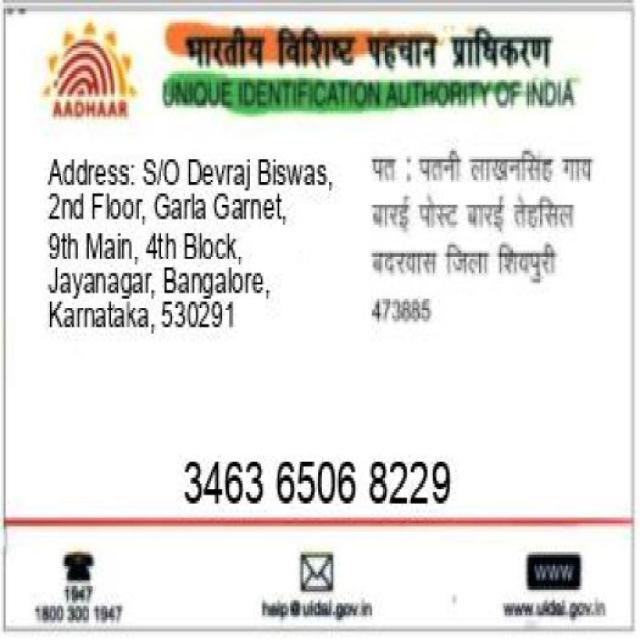 भारतीय विशिष्ट पहचान प्राधिकरण
UNIQUE IDENTIFICATION AUTHORITY OF INDIA
AADHAAR
Address: S/O Devraj Biswas,
2nd Floor, Garla Garnet,
9th Main, 4th Block,
Jayanagar, Bangalore,
Karnataka, 530291
पत : पतनी लाखनसिंह गाय
बारई पोस्ट बारई तेहसिल
बदरवास जिला शिवपुरी
473885
3463 6506 8229
1947
1800 300 1947
help@uidai.gov.in
WWW
www.uidai.gov.in